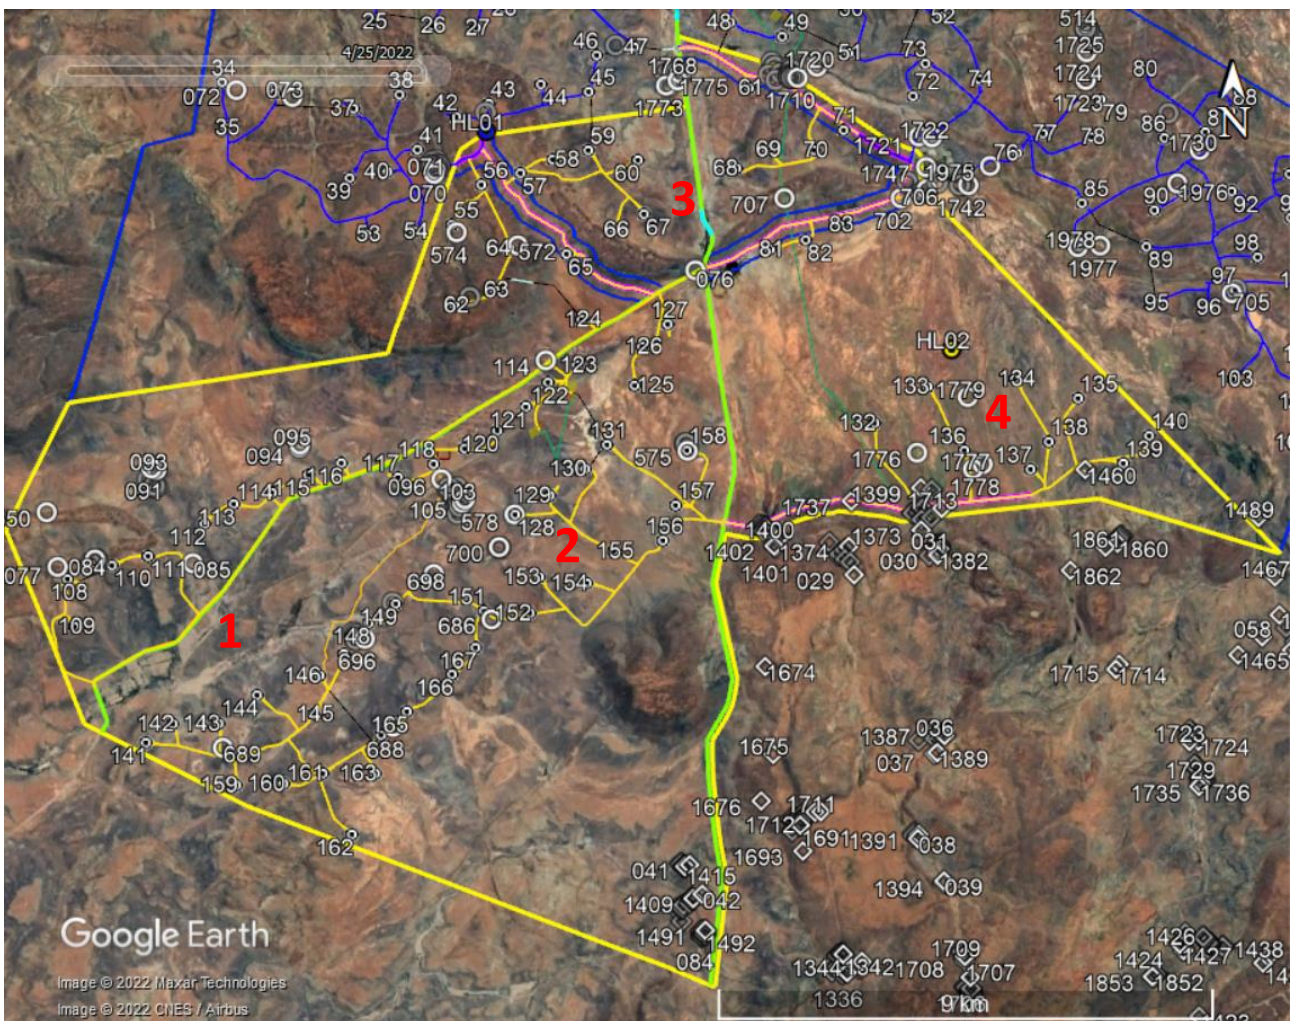 25 26 27 28 48 49 50 52 514
4/25/2022 46 47 51 73 1725
34 1768 1720 74 80
072 073 38 45 1775 61 72 1724
37 42 43 44 1773 1710 1723 79 88
35 HL01 71 1722 77 78 86 N
41 59 58 69 70 1721 76 1730
40 071 60 68 1747 1975
39 070 56 57 707 706 1742 85 90 1976
66 67 3 702 92
53 54 55 83
574 64 572 65 81 82 1978 1977 89 98
076 97
62 63 95 96 705
124 127
126 HL02
114 123 103
122 125 133 1779 134 135
121 4
095 131 158 132 136 138 140
094 118 120 575 1776 137 139
093 116 117 130 1777 1460
091 115 096 103 157 1399 1778
114 129 1737 1713
50 113 105 128 156 1400 1489
112 578 1373 031 1861
700 2 155 1402 1374 1382 1860
077 084 111 085 1401 030
110 698 153 154 029 1862 1467
108 151
109 149 152 058
1 148 686
696 167 1674 1715 1714 1465
146 166
144 145 165
142 143 1387 036
141 689 688 1675 037 1389 1723 1724
161 163 1729
159 160 1676 1711 1735 1736
1712
162 1693 1691 1391 038
041 1415 1394 039
1409 042
Google Earth 1491 1492 1709 1426 1427 1438
084 1344 1342 1708 1707 1424
Image © 2022 Maxar Technologies 1336 1853 1852
Image © 2022 CNES / Airbus 9 km